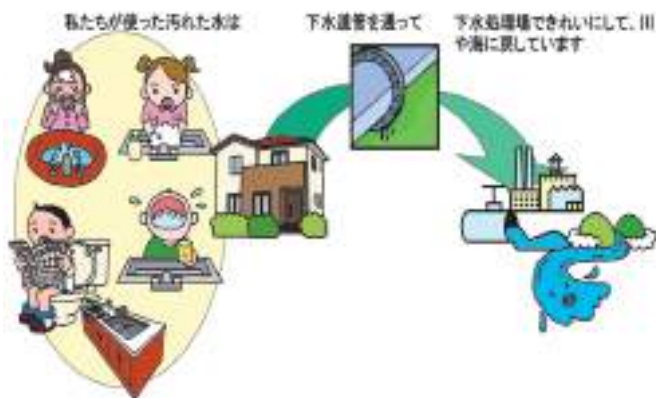 私たちが使った汚れた水は
下水道管を通って
下水処理場できれいにして、川
や海に戻しています